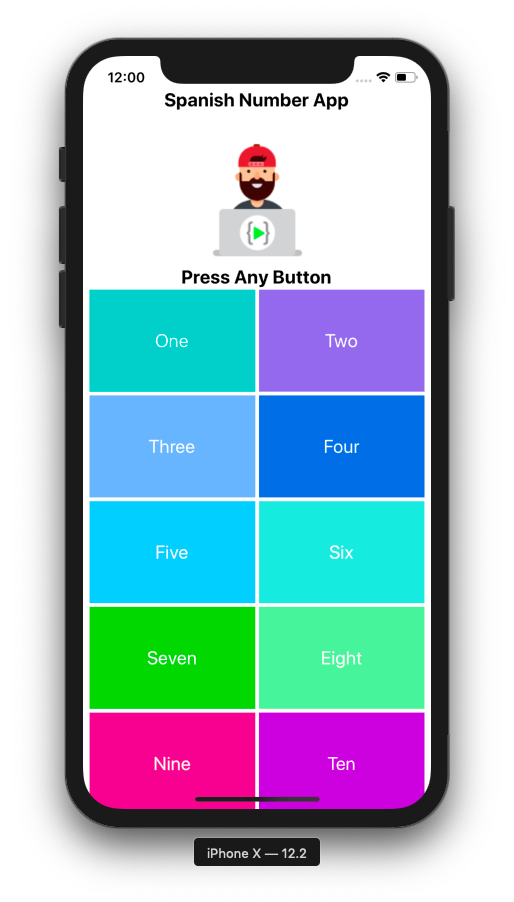 12:00
Spanish Number App
Press Any Button
One
Two
Three
Four
Five
Six
Seven
Eight
Nine
Ten
iPhone X — 12.2